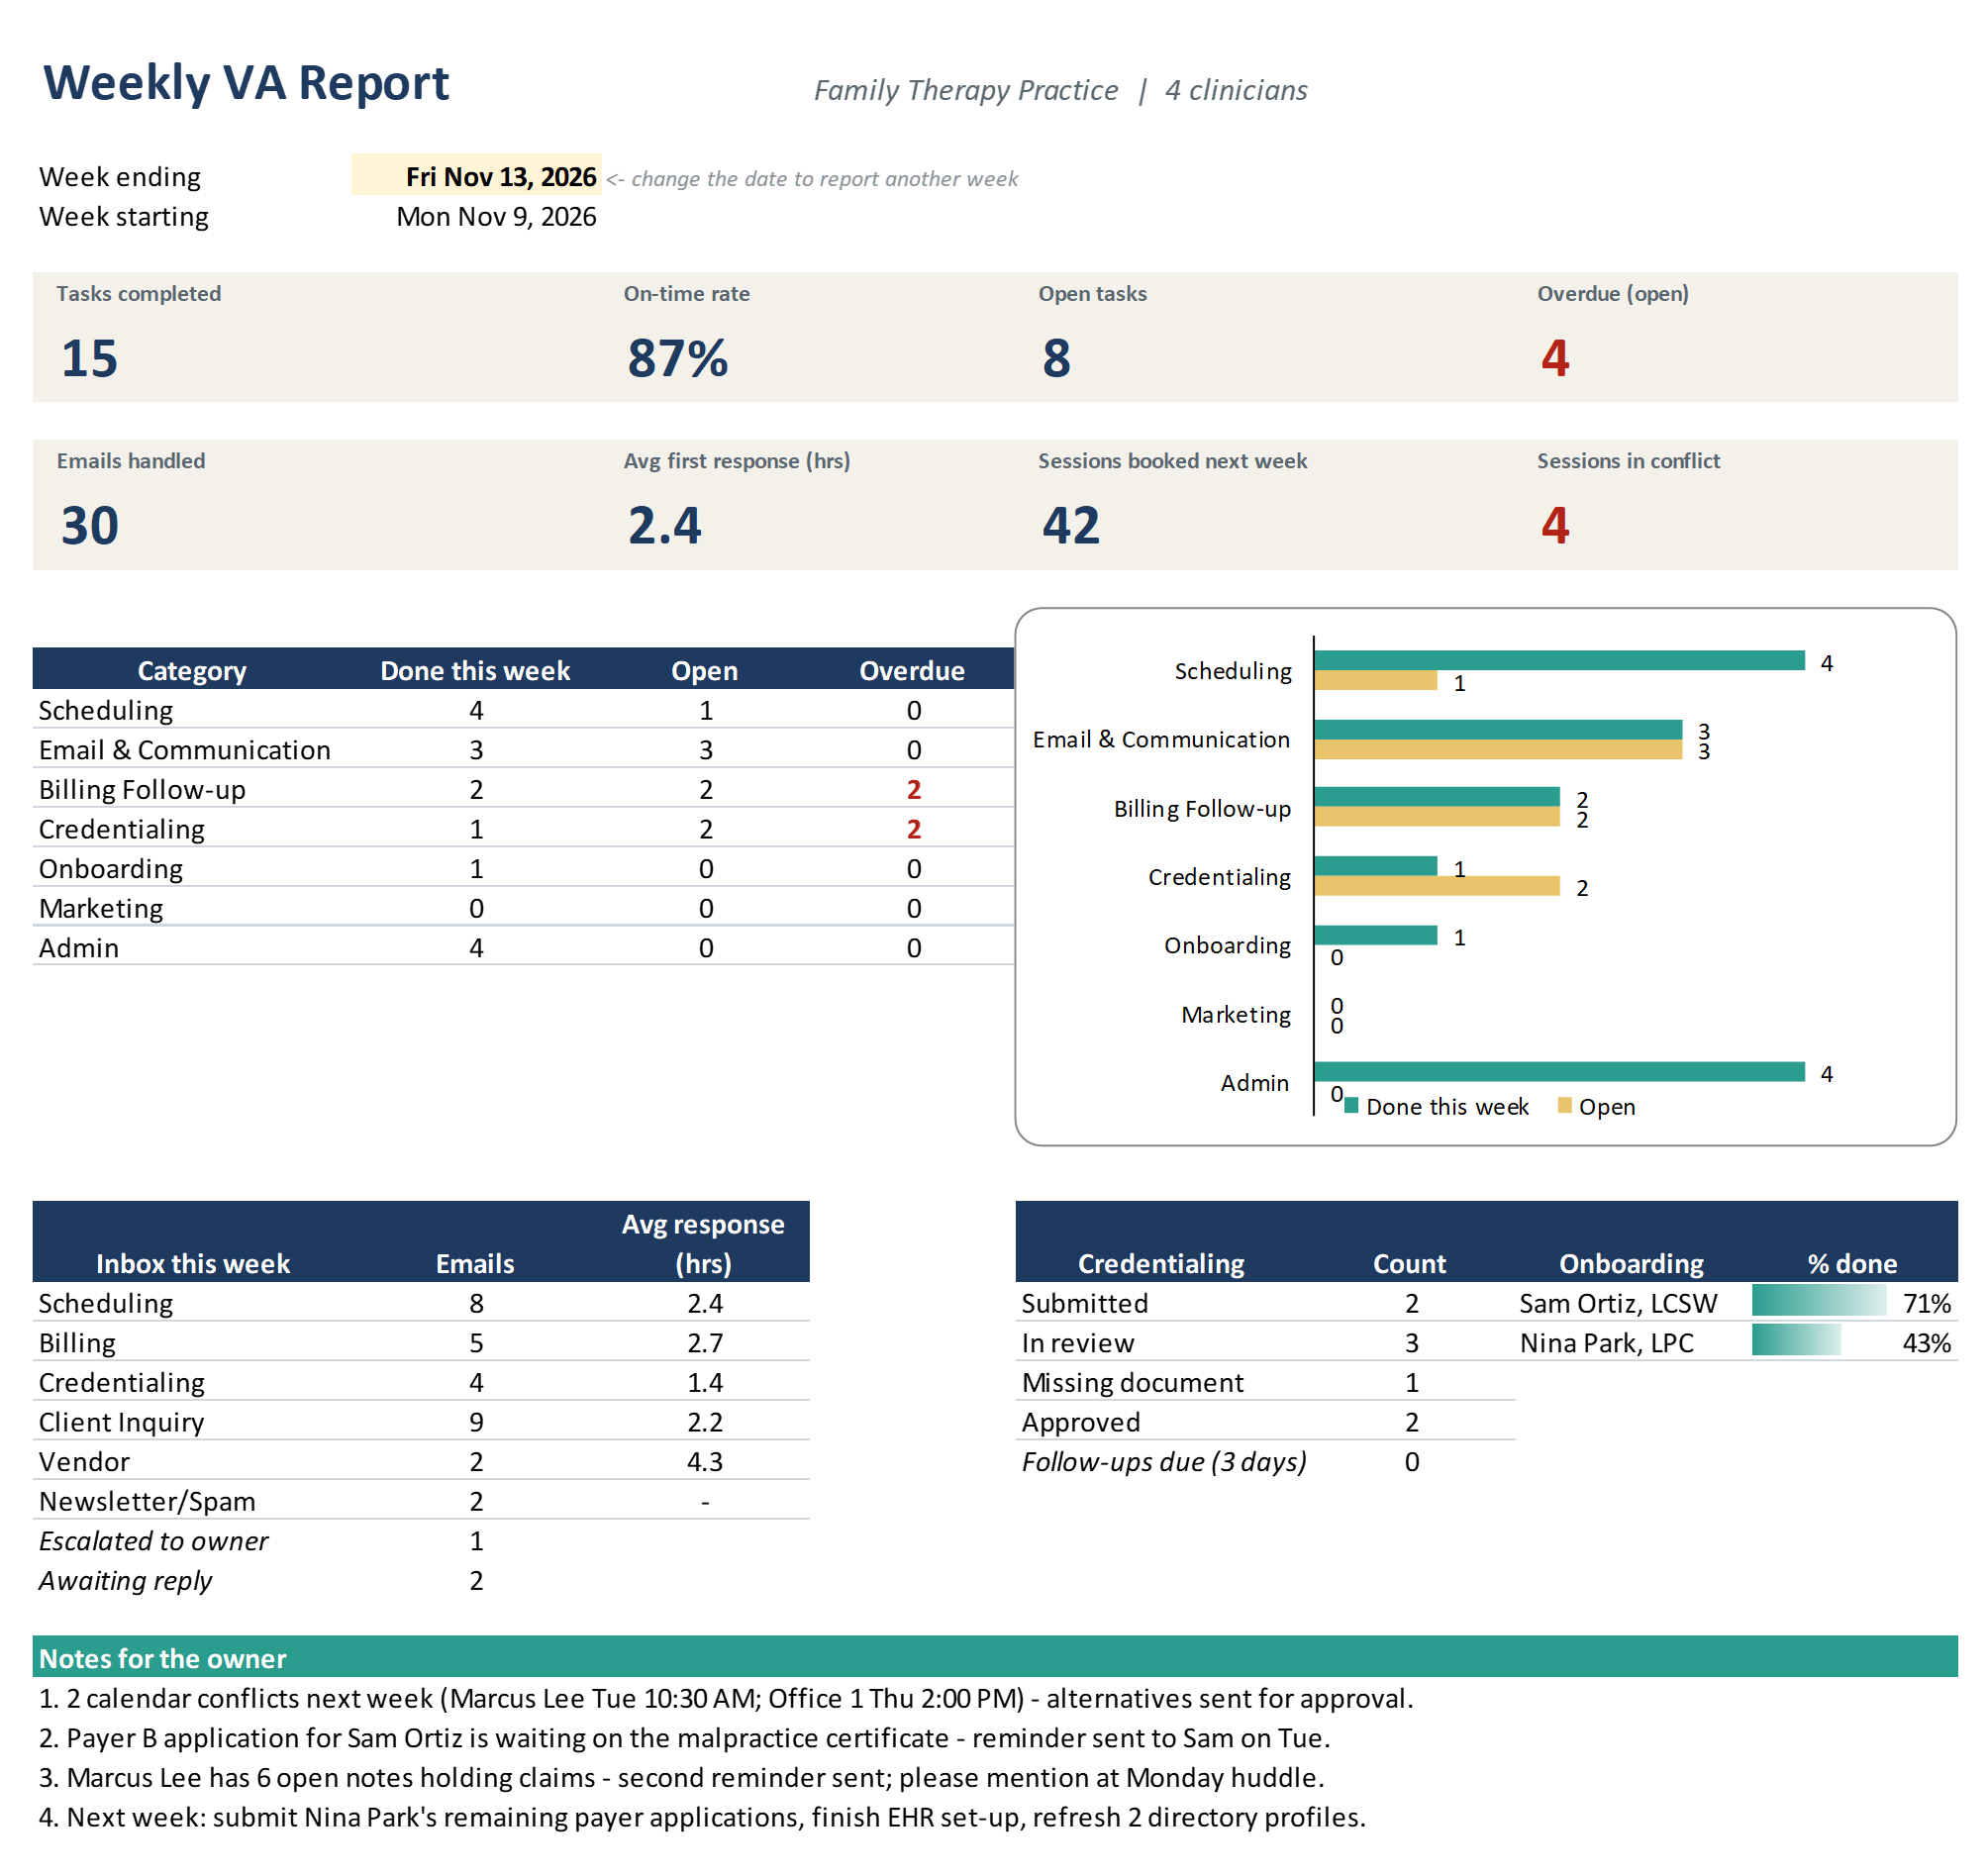 Weekly VA Report
Family Therapy Practice | 4 clinicians
Week ending Fri Nov 13, 2026 <- change the date to report another week
Week starting Mon Nov 9, 2026
Tasks completed On-time rate Open tasks Overdue (open)
15 87% 8 4
Emails handled Avg first response (hrs) Sessions booked next week Sessions in conflict
30 2.4 42 4
Category Done this week Open Overdue
Scheduling 4 1 0
Email & Communication 3 3 0
Billing Follow-up 2 2 2
Credentialing 1 2 2
Onboarding 1 0 0
Marketing 0 0 0
Admin 4 0 0
Scheduling 4
1
Email & Communication 3
3
Billing Follow-up 2
2
Credentialing 1
2
Onboarding 1
0
Marketing 0
0
Admin 4
0
Done this week Open
Inbox this week Emails Avg response (hrs)
Scheduling 8 2.4
Billing 5 2.7
Credentialing 4 1.4
Client Inquiry 9 2.2
Vendor 2 4.3
Newsletter/Spam 2 -
Escalated to owner 1
Awaiting reply 2
Credentialing Count Onboarding % done
Submitted 2 Sam Ortiz, LCSW 71%
In review 3 Nina Park, LPC 43%
Missing document 1
Approved 2
Follow-ups due (3 days) 0
Notes for the owner
1. 2 calendar conflicts next week (Marcus Lee Tue 10:30 AM; Office 1 Thu 2:00 PM) - alternatives sent for approval.
2. Payer B application for Sam Ortiz is waiting on the malpractice certificate - reminder sent to Sam on Tue.
3. Marcus Lee has 6 open notes holding claims - second reminder sent; please mention at Monday huddle.
4. Next week: submit Nina Park's remaining payer applications, finish EHR set-up, refresh 2 directory profiles.